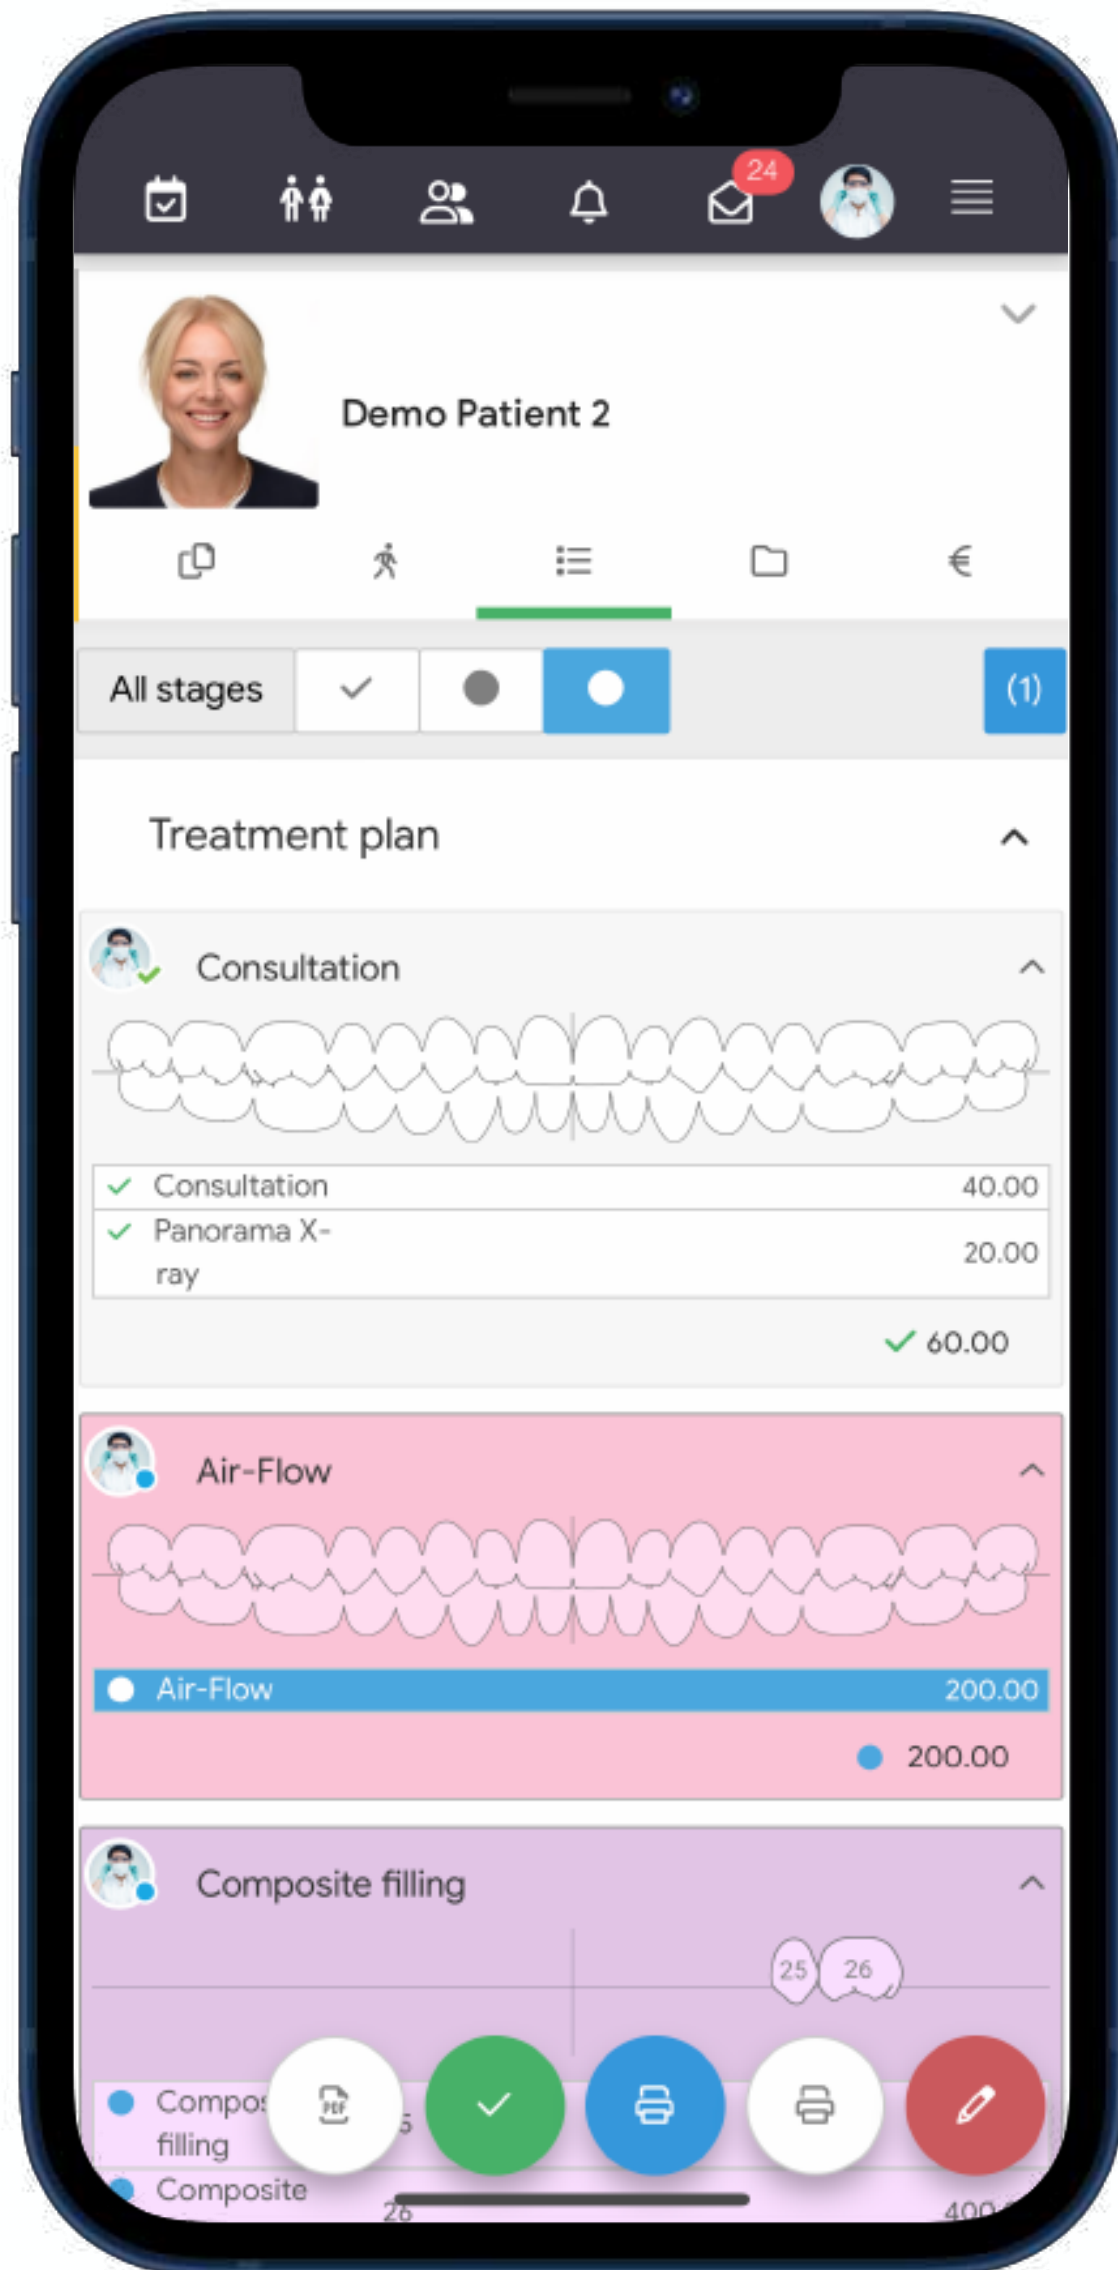 24
Demo Patient 2
€
All stages
(1)
Treatment plan
Consultation
Consultation 40.00
Panorama X-
ray 20.00
60.00
Air-Flow
Air-Flow 200.00
200.00
Composite filling
25 26
PDF
filling
Composite
26